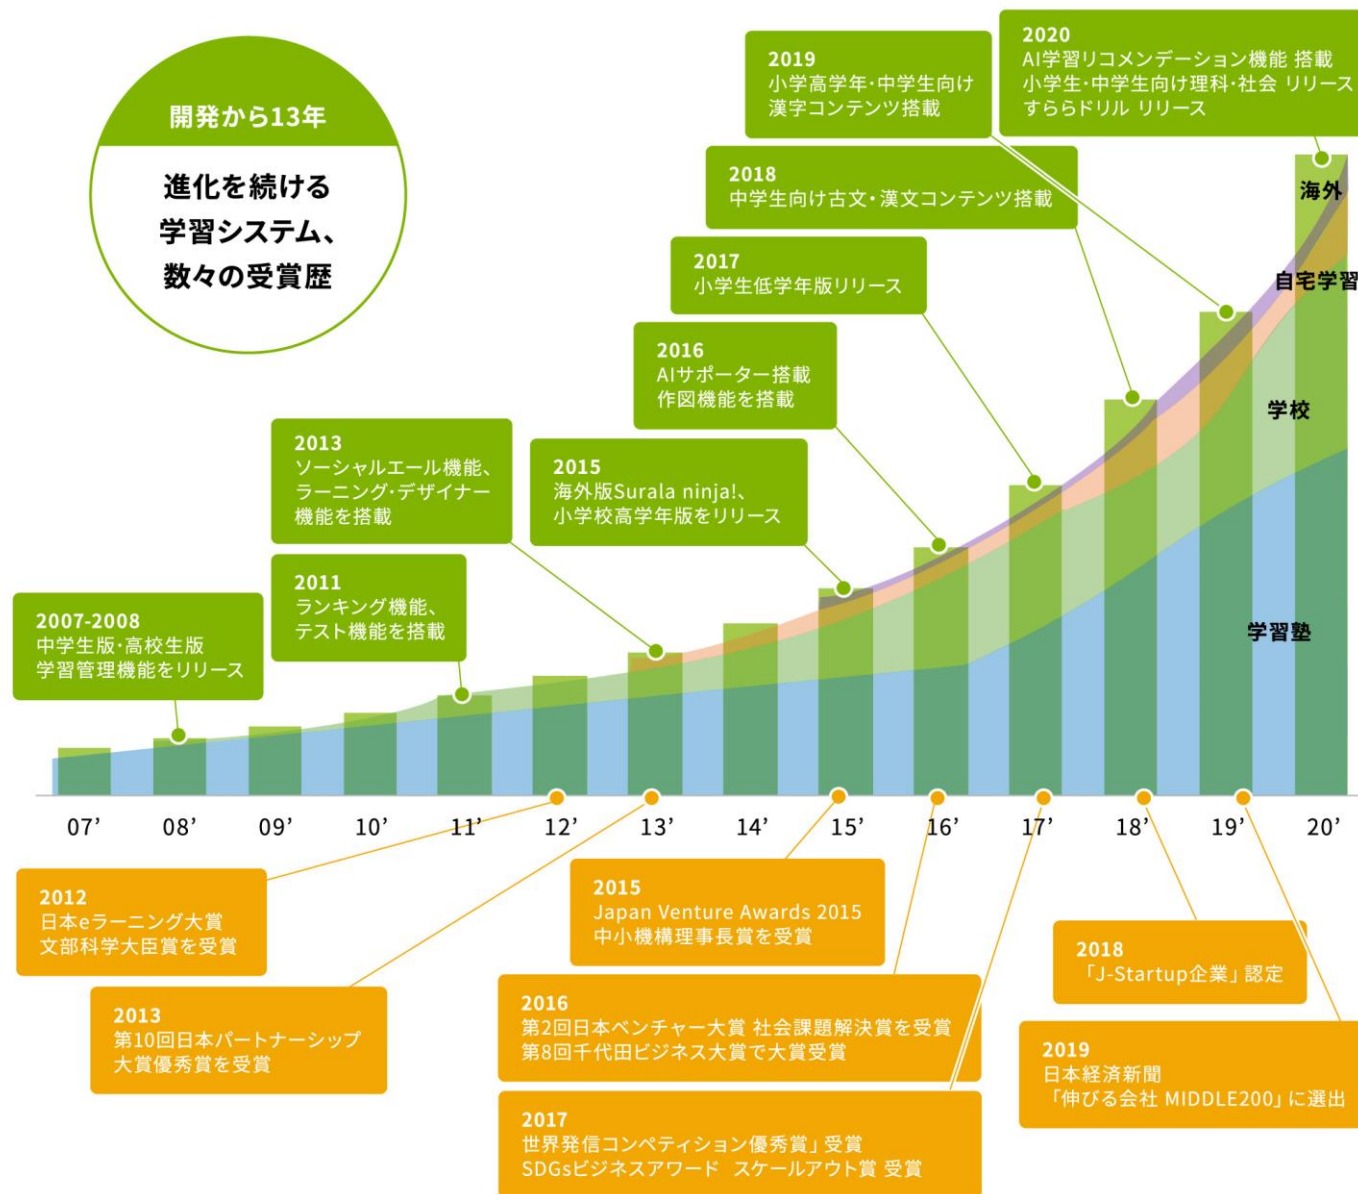 開発から13年
進化を続ける
学習システム、
数々の受賞歴
2020
AI学習リコメンデーション機能 搭載
小学生・中学生向け理科・社会 リリース
すららドリル リリース
2019
小学高学年・中学生向け
漢字コンテンツ搭載
2018
中学生向け古文・漢文コンテンツ搭載
2017
小学生低学年版リリース
2016
AIサポーター搭載
作図機能を搭載
2015
海外版Surala ninja!、
小学校高学年版をリリース
2013
ソーシャルエール機能、
ラーニング・デザイナー
機能を搭載
2011
ランキング機能、
テスト機能を搭載
2007-2008
中学生版・高校生版
学習管理機能をリリース
海外
自宅学習
学校
学習塾
07’ 08’ 09’ 10’ 11’ 12’ 13’ 14’ 15’ 16’ 17’ 18’ 19’ 20’
2012
日本eラーニング大賞
文部科学大臣賞を受賞
2013
第10回日本パートナーシップ
大賞優秀賞を受賞
2015
Japan Venture Awards 2015
中小機構理事長賞を受賞
2016
第2回日本ベンチャー大賞 社会課題解決賞を受賞
第8回千代田ビジネス大賞で大賞受賞
2017
世界発信コンペティション優秀賞」受賞
SDGsビジネスアワード スケールアウト賞 受賞
2018
「J-Startup企業」認定
2019
日本経済新聞
「伸びる会社 MIDDLE200」に選出